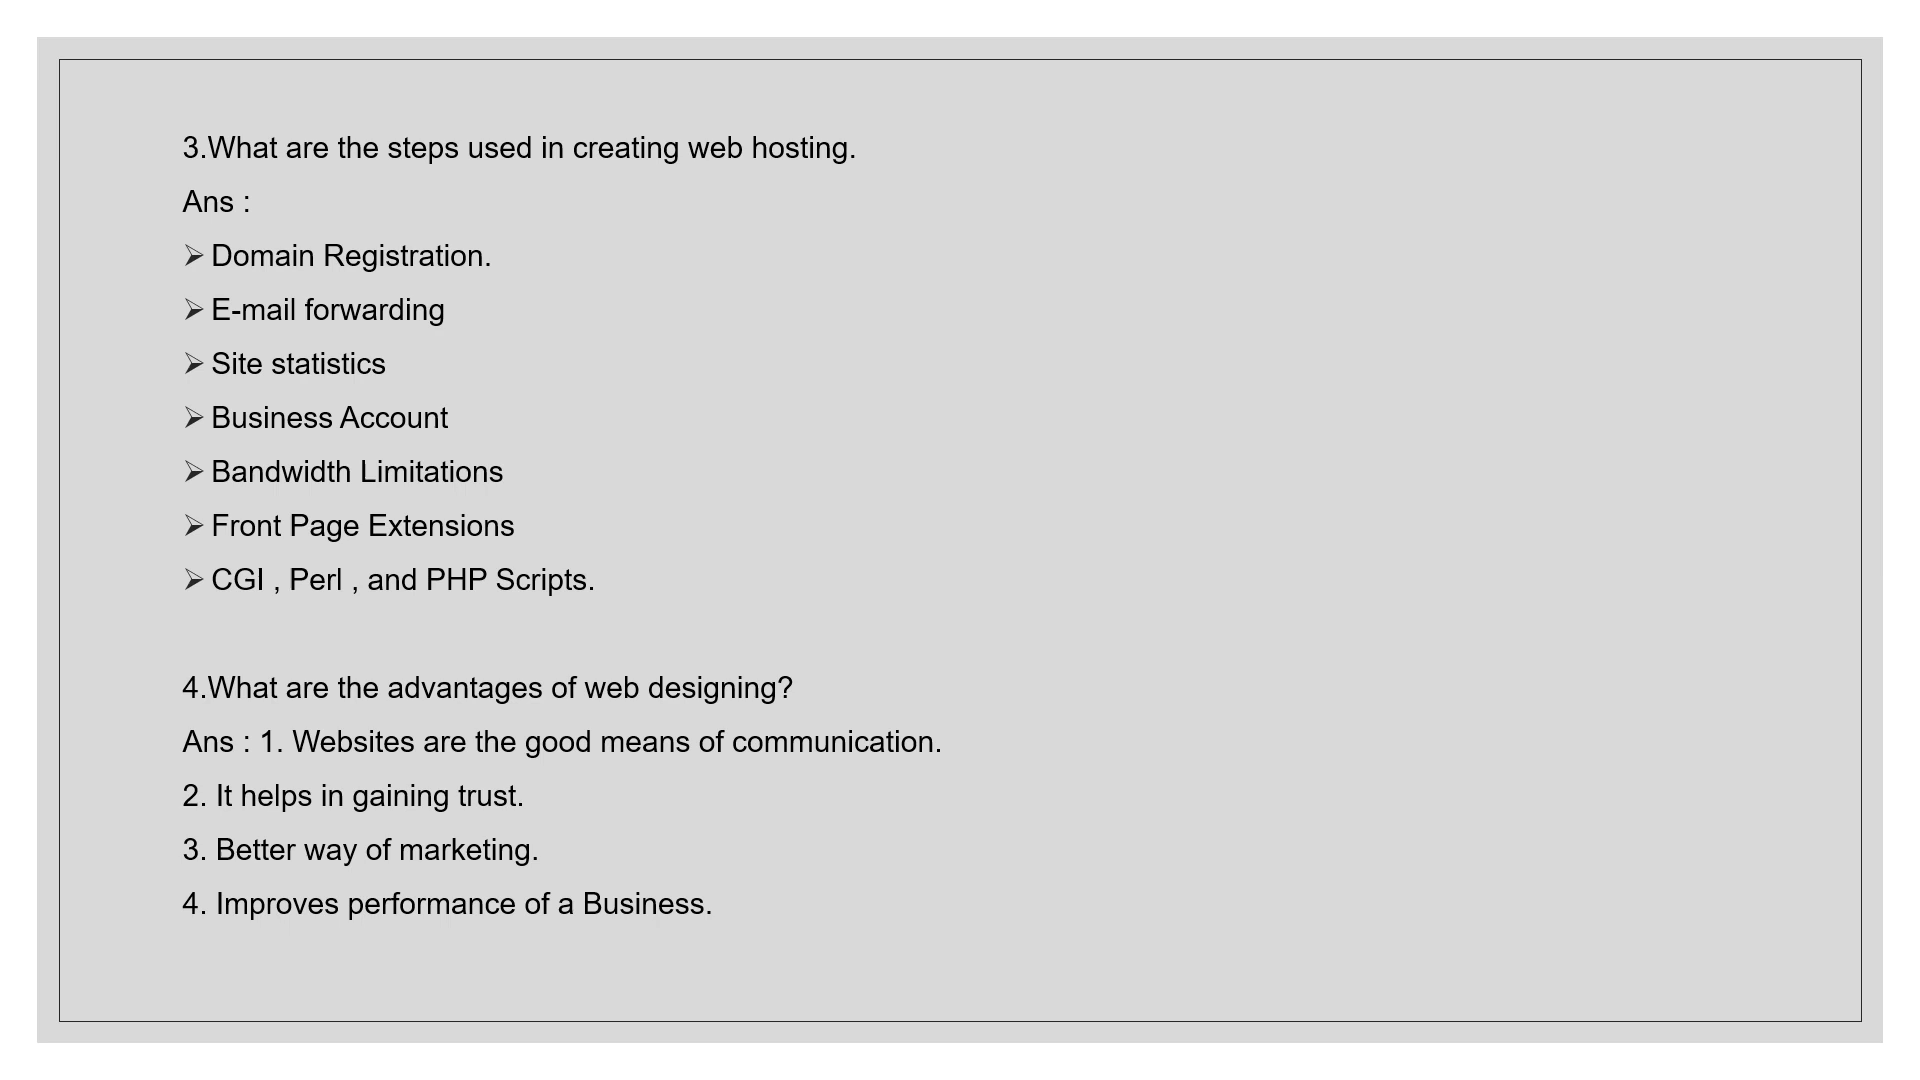 3.What are the steps used in creating web hosting.
Ans :
➢ Domain Registration.
➢ E-mail forwarding
➢ Site statistics
➢ Business Account
➢ Bandwidth Limitations
➢ Front Page Extensions
➢ CGI , Perl , and PHP Scripts.
4.What are the advantages of web designing?
Ans : 1. Websites are the good means of communication.
2. It helps in gaining trust.
3. Better way of marketing.
4. Improves performance of a Business.